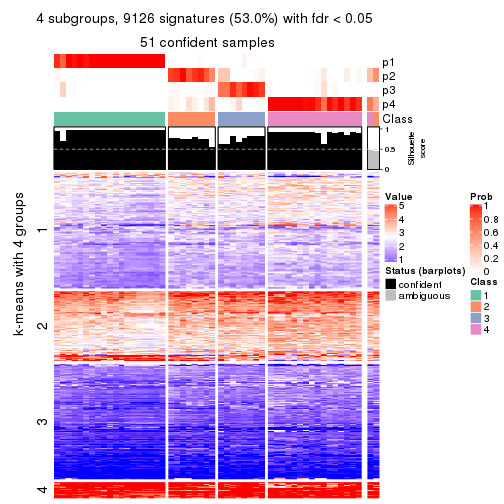 4 subgroups, 9126 signatures (53.0%) with fdr < 0.05
51 confident samples
p1
p2
p3
p4
Class
1
0.5
0
Silhouette
score
k-means with 4 groups
1
2
3
4
Value
5
4
3
2
1
Status (barplots)
confident
ambiguous
Prob
1
0.8
0.6
0.4
0.2
0
Class
1
2
3
4